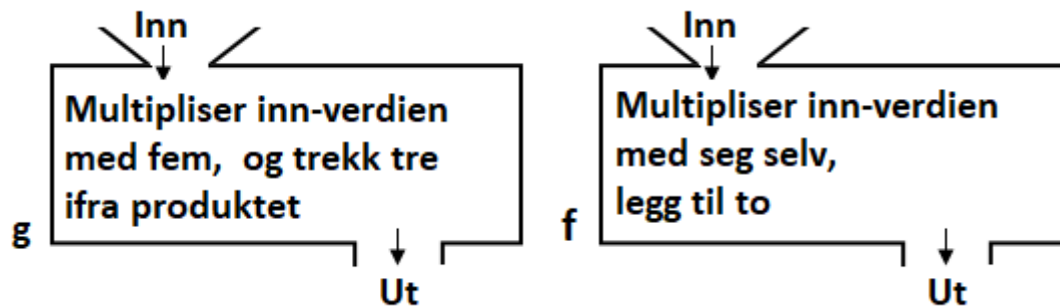 Inn
Multipliser inn-verdien
med fem, og trekk tre
ifra produktet
g
Ut
Inn
Multipliser inn-verdien
med seg selv,
legg til to
f
Ut